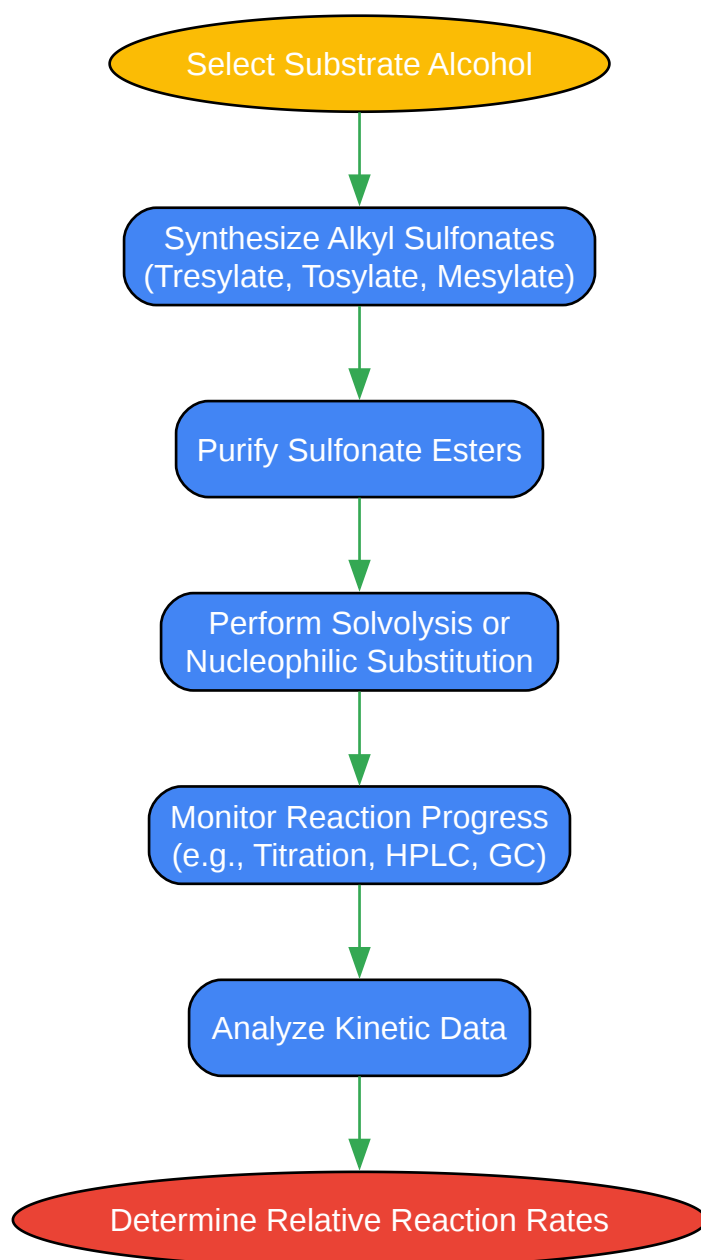 Select Substrate Alcohol
Synthesize Alkyl Sulfonates
(Tresylate, Tosylate, Mesylate)
Purify Sulfonate Esters
Perform Solvolysis or
Nucleophilic Substitution
Monitor Reaction Progress
(e.g., Titration, HPLC, GC)
Analyze Kinetic Data
Determine Relative Reaction Rates